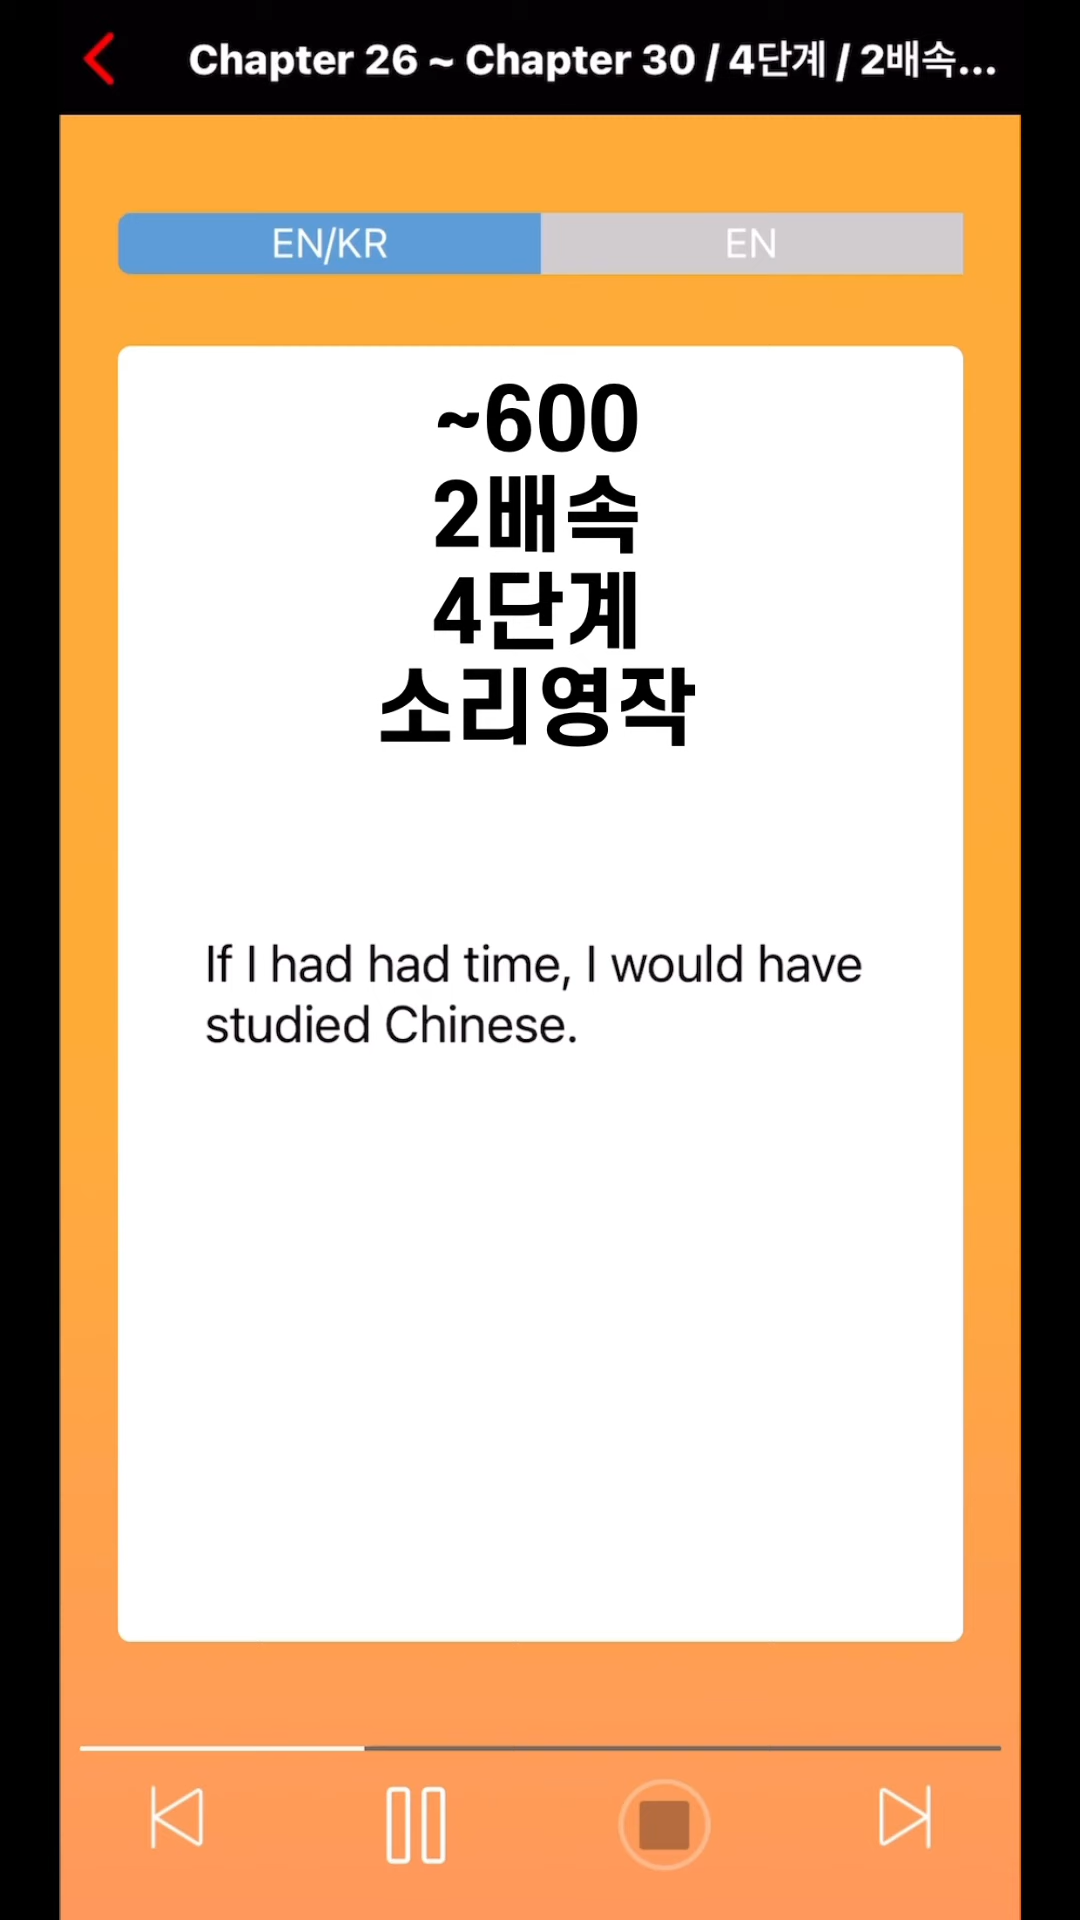 Chapter 26 ~ Chapter 30 / 4단계 / 2배속...
EN/KR
EN
~600
2배속
4단계
소리영작
If I had had time, I would have
studied Chinese.